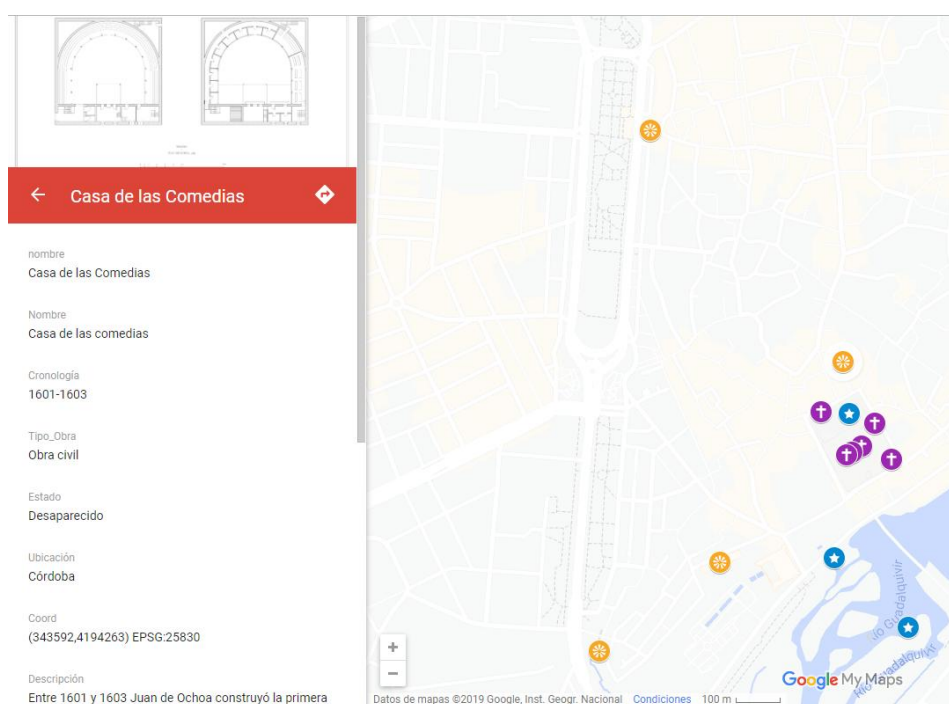 Casa de las Comedias
nombre
Casa de las Comedias
Nombre
Casa de las comedias
Cronología
1601-1603
Tipo_Obra
Obra civil
Estado
Desaparecido
Ubicación
Córdoba
Coord
(343592,4194263) EPSG:25830
Descripción
Entre 1601 y 1603 Juan de Ochoa construyó la primera
ío Guadalquivir
Río Guadalquivir
Google My Maps
Datos de mapas ©2019 Google, Inst. Geogr. Nacional Condiciones 100 m